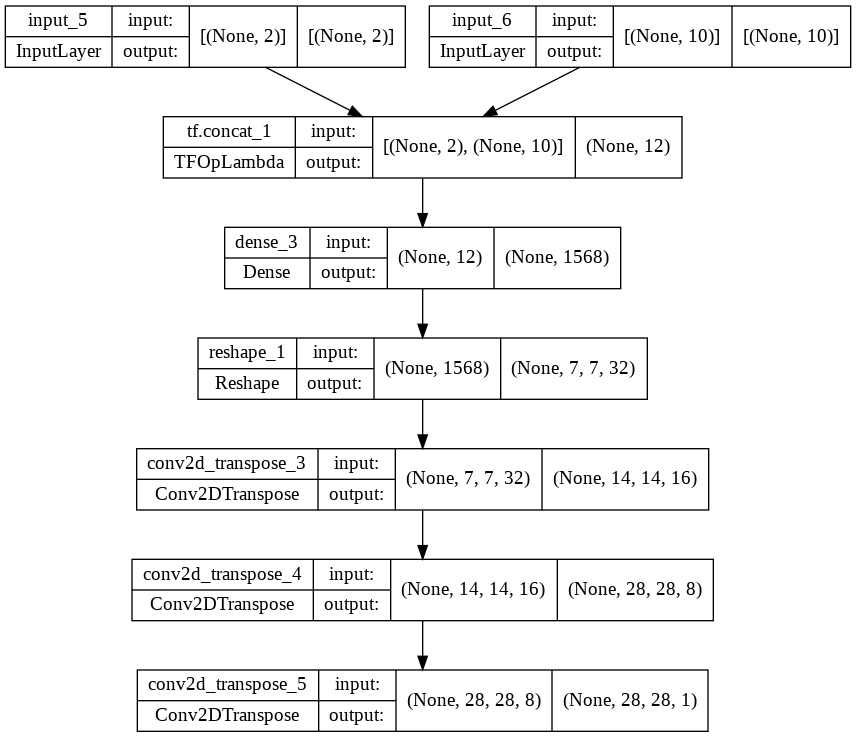 input_5 input: [(None, 2)] [(None, 2)]
InputLayer output:
input_6 input: [(None, 10)] [(None, 10)]
InputLayer output:
tf.concat_1 input: [(None, 2), (None, 10)] (None, 12)
TFOpLambda output:
dense_3 input: (None, 12) (None, 1568)
Dense output:
reshape_1 input: (None, 1568) (None, 7, 7, 32)
Reshape output:
conv2d_transpose_3 input: (None, 7, 7, 32) (None, 14, 14, 16)
Conv2DTranspose output:
conv2d_transpose_4 input: (None, 14, 14, 16) (None, 28, 28, 8)
Conv2DTranspose output:
conv2d_transpose_5 input: (None, 28, 28, 8) (None, 28, 28, 1)
Conv2DTranspose output: